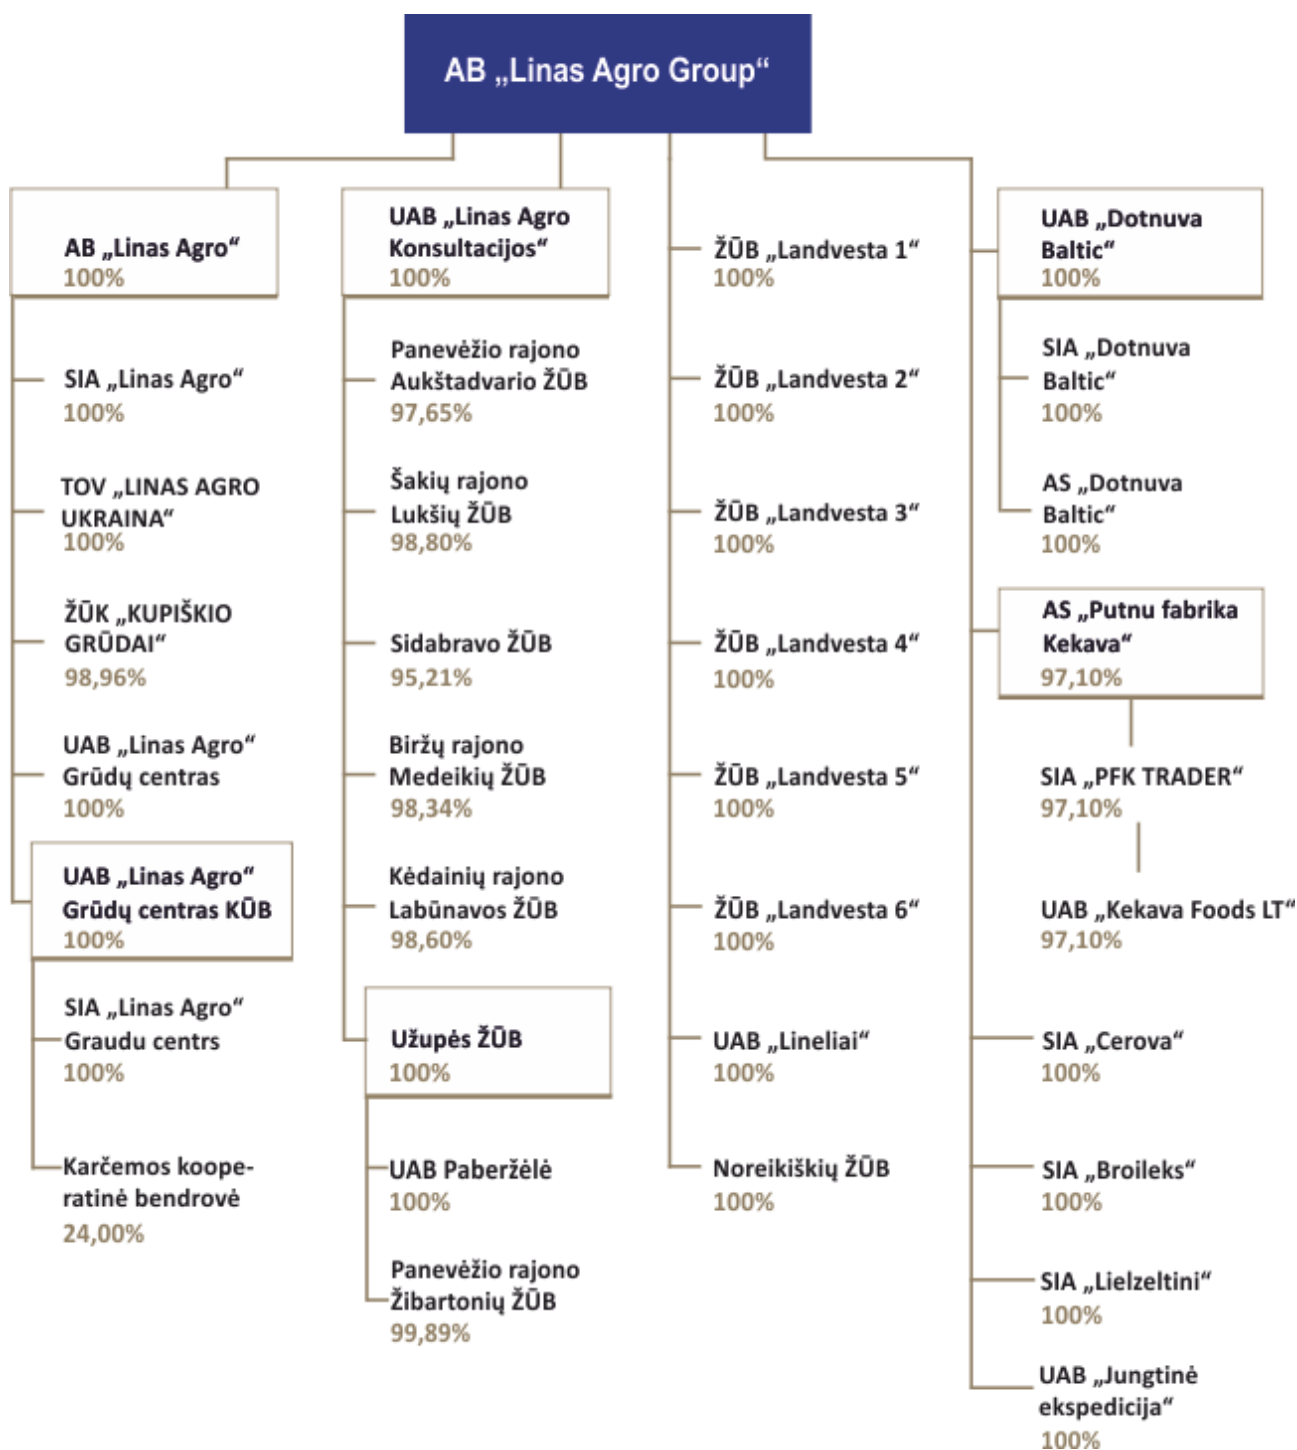 AB „Linas Agro Group“
AB „Linas Agro“
100%
SIA „Linas Agro“
100%
TOV „LINAS AGRO
UKRAINA“
100%
ŽŪK „KUPIŠKIO
GRŪDAI“
98,96%
UAB „Linas Agro“
Grūdų centras
100%
UAB „Linas Agro“
Grūdų centras KŪB
100%
SIA „Linas Agro“
Graudu centrs
100%
Karčemos koope-
ratinė bendrovė
24,00%
UAB „Linas Agro
Konsultacijos“
100%
Panevėžio rajono
Aukštadvario ŽŪB
97,65%
Šakių rajono
Lukšių ŽŪB
98,80%
Sidabravo ŽŪB
95,21%
Biržų rajono
Medeikių ŽŪB
98,34%
Kėdainių rajono
Labūnavos ŽŪB
98,60%
Užupės ŽŪB
100%
UAB Paberžėlė
100%
Panevėžio rajono
Žibartonių ŽŪB
99,89%
ŽŪB „Landvesta 1“
100%
ŽŪB „Landvesta 2“
100%
ŽŪB „Landvesta 3“
100%
ŽŪB „Landvesta 4“
100%
ŽŪB „Landvesta 5“
100%
ŽŪB „Landvesta 6“
100%
UAB „Lineliai“
100%
Noreikiškių ŽŪB
100%
UAB „Dotnuva
Baltic“
100%
SIA „Dotnuva
Baltic“
100%
AS „Dotnuva
Baltic“
100%
AS „Putnu fabrika
Kekava“
97,10%
SIA „PFK TRADER“
97,10%
UAB „Kekava Foods LT“
97,10%
SIA „Cerova“
100%
SIA „Broileks“
100%
SIA „Lielzeltini“
100%
UAB „Jungtinė
ekspedicija“
100%